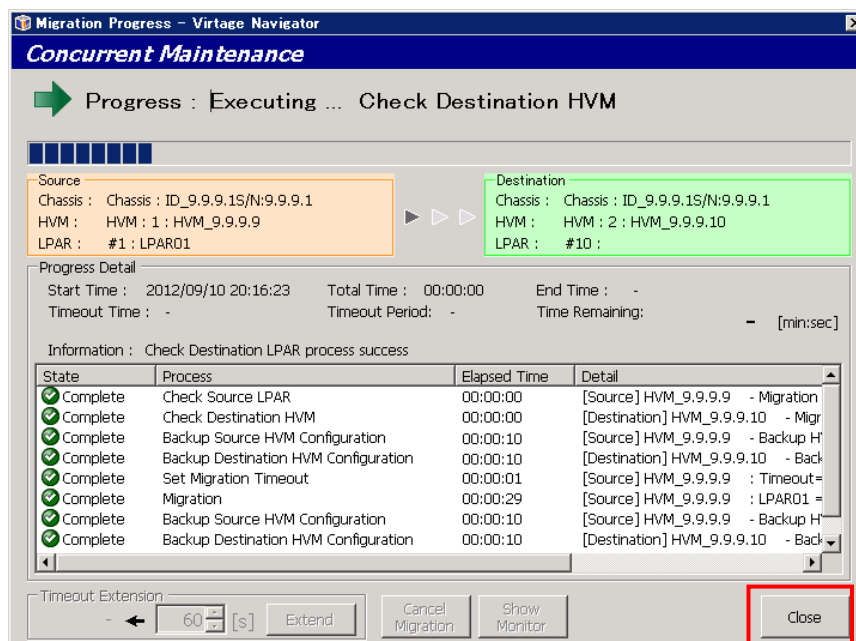 Migration Progress - Virtage Navigator
Concurrent Maintenance
Progress : Executing ... Check Destination HVM
Source
Chassis : Chassis : ID_9.9.9.1S/N:9.9.9.1
HVM : HVM : 1 : HVM_9.9.9.9
LPAR : #1 : LPAR01
Destination
Chassis : Chassis : ID_9.9.9.1S/N:9.9.9.1
HVM : HVM : 2 : HVM_9.9.9.10
LPAR : #10 :
Progress Detail
Start Time : 2012/09/10 20:16:23 Total Time : 00:00:00 End Time : -
Timeout Time : - Timeout Period: - Time Remaining: - [min:sec]
Information : Check Destination LPAR process success
State Process Elapsed Time Detail
Complete Check Source LPAR 00:00:00 [Source] HVM_9.9.9.9 - Migration
Complete Check Destination HVM 00:00:00 [Destination] HVM_9.9.9.10 - Migr
Complete Backup Source HVM Configuration 00:00:10 [Source] HVM_9.9.9.9 - Backup H
Complete Backup Destination HVM Configuration 00:00:10 [Destination] HVM_9.9.9.10 - Back
Complete Set Migration Timeout 00:00:01 [Source] HVM_9.9.9.9 : Timeout=
Complete Migration 00:00:29 [Source] HVM_9.9.9.9 : LPAR01 =
Complete Backup Source HVM Configuration 00:00:10 [Source] HVM_9.9.9.9 - Backup H
Complete Backup Destination HVM Configuration 00:00:10 [Destination] HVM_9.9.9.10 - Back
Timeout Extension
- 60 [s] Extend
Cancel Migration
Show Monitor
Close